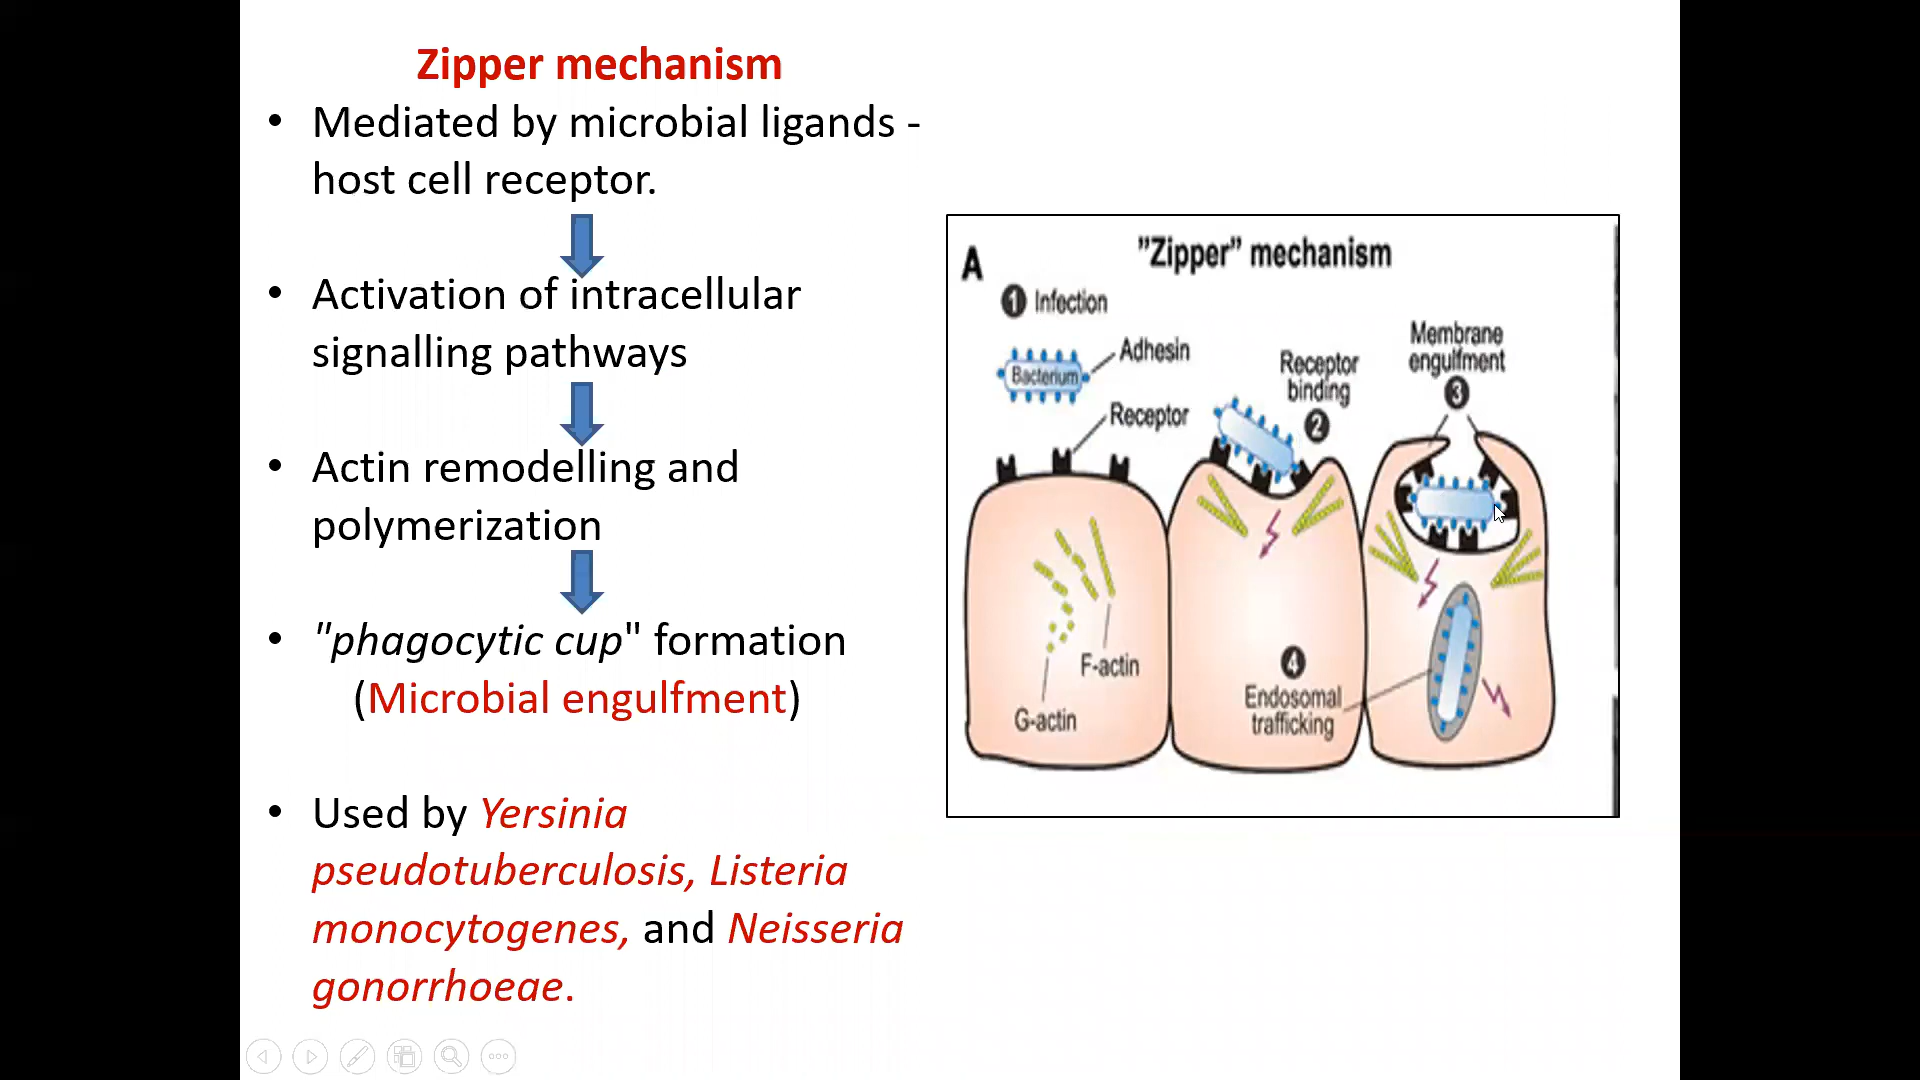 Zipper mechanism
• Mediated by microbial ligands -
host cell receptor.
• Activation of intracellular
signalling pathways
• Actin remodelling and
polymerization
• "phagocytic cup" formation
(Microbial engulfment)
• Used by Yersinia
pseudotuberculosis, Listeria
monocytogenes, and Neisseria
gonorrhoeae.
A
"Zipper" mechanism
1 Infection
Bacterium
Adhesin
Receptor
Receptor
binding
2
Membrane
engulfment
3
F-actin
G-actin
4
Endosomal
trafficking